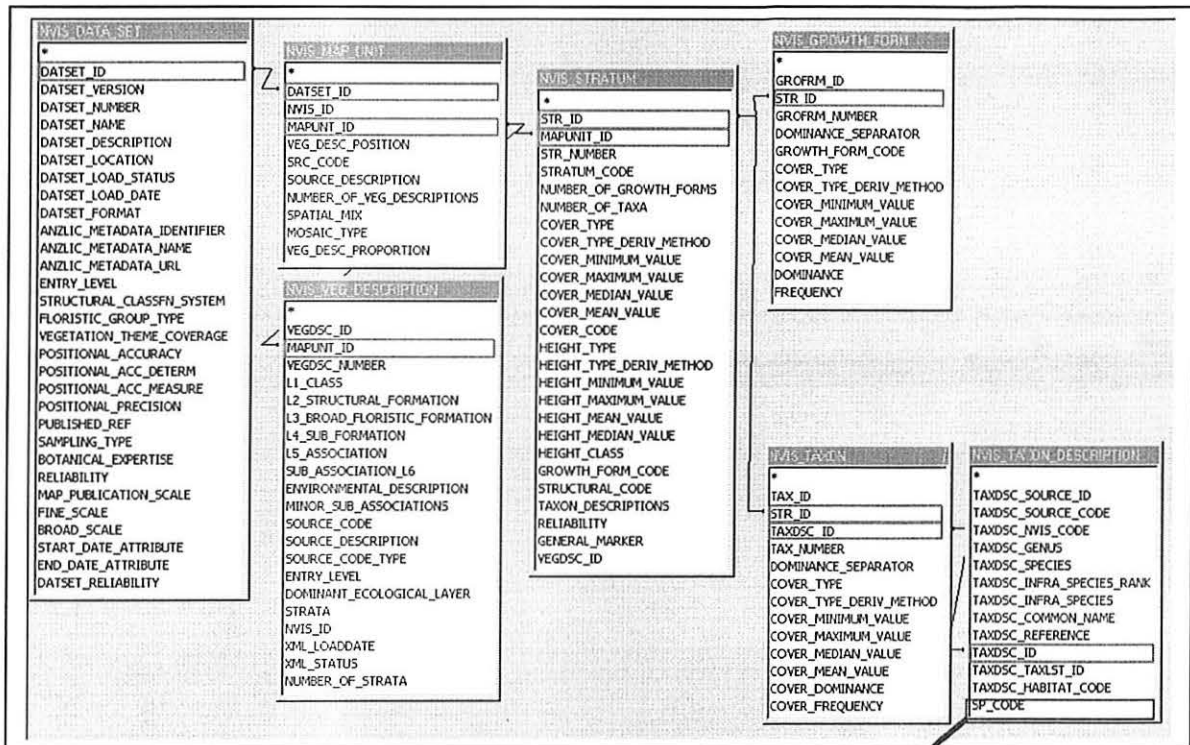 NVIS_DATA_SET
*
DATSET_ID
DATSET_VERSION
DATSET_NUMBER
DATSET_NAME
DATSET_DESCRIPTION
DATSET_LOCATION
DATSET_LOAD_STATUS
DATSET_LOAD_DATE
DATSET_FORMAT
ANZLIC_METADATA_IDENTIFIER
ANZLIC_METADATA_NAME
ANZLIC_METADATA_URL
ENTRY_LEVEL
STRUCTURAL_CLASSFN_SYSTEM
FLORISTIC_GROUP_TYPE
VEGETATION_THEME_COVERAGE
POSITIONAL_ACCURACY
POSITIONAL_ACC_DETERM
POSITIONAL_ACC_MEASURE
POSITIONAL_PRECISION
PUBLISHED_REF
SAMPLING_TYPE
BOTANICAL_EXPERTISE
RELIABILITY
MAP_PUBLICATION_SCALE
FINE_SCALE
BROAD_SCALE
START_DATE_ATTRIBUTE
END_DATE_ATTRIBUTE
DATSET_RELIABILITY
NVIS_MAP_UNIT
*
DATSET_ID
NVIS_ID
MAPUNT_ID
VEG_DESC_POSITION
SRC_CODE
SOURCE_DESCRIPTION
NUMBER_OF_VEG_DESCRIPTIONS
SPATIAL_MIX
MOSAIC_TYPE
VEG_DESC_PROPORTION
NVIS_VEG_DESCRIPTION
*
VEGDSC_ID
MAPUNT_ID
VEGDSC_NUMBER
L1_CLASS
L2_STRUCTURAL_FORMATION
L3_BROAD_FLORISTIC_FORMATION
L4_SUB_FORMATION
L5_ASSOCIATION
SUB_ASSOCIATION_L6
ENVIRONMENTAL_DESCRIPTION
MINOR_SUB_ASSOCIATIONS
SOURCE_CODE
SOURCE_DESCRIPTION
SOURCE_CODE_TYPE
ENTRY_LEVEL
DOMINANT_ECOLOGICAL_LAYER
STRATA
NVIS_ID
XML_LOADDATE
XML_STATUS
NUMBER_OF_STRATA
NVIS_STRATUM
*
STR_ID
MAPUNIT_ID
STR_NUMBER
STRATUM_CODE
NUMBER_OF_GROWTH_FORMS
NUMBER_OF_TAXA
COVER_TYPE
COVER_TYPE_DERIV_METHOD
COVER_MINIMUM_VALUE
COVER_MAXIMUM_VALUE
COVER_MEDIAN_VALUE
COVER_MEAN_VALUE
COVER_CODE
HEIGHT_TYPE
HEIGHT_TYPE_DERIV_METHOD
HEIGHT_MINIMUM_VALUE
HEIGHT_MAXIMUM_VALUE
HEIGHT_MEAN_VALUE
HEIGHT_MEDIAN_VALUE
HEIGHT_CLASS
GROWTH_FORM_CODE
STRUCTURAL_CODE
TAXON_DESCRIPTIONS
RELIABILITY
GENERAL_MARKER
VEGDSC_ID
NVIS_GROWTH_FORM
*
GROFRM_ID
STR_ID
GROFRM_NUMBER
DOMINANCE_SEPARATOR
GROWTH_FORM_CODE
COVER_TYPE
COVER_TYPE_DERIV_METHOD
COVER_MINIMUM_VALUE
COVER_MAXIMUM_VALUE
COVER_MEDIAN_VALUE
COVER_MEAN_VALUE
DOMINANCE
FREQUENCY
NVIS_TAXON
*
TAX_ID
STR_ID
TAXDSC_ID
TAX_NUMBER
DOMINANCE_SEPARATOR
COVER_TYPE
COVER_TYPE_DERIV_METHOD
COVER_MINIMUM_VALUE
COVER_MAXIMUM_VALUE
COVER_MEDIAN_VALUE
COVER_MEAN_VALUE
COVER_DOMINANCE
COVER_FREQUENCY
NVIS_TAXON_DESCRIPTION
*
TAXDSC_SOURCE_ID
TAXDSC_SOURCE_CODE
TAXDSC_NVIS_CODE
TAXDSC_GENUS
TAXDSC_SPECIES
TAXDSC_INFRA_SPECIES_RANK
TAXDSC_INFRA_SPECIES
TAXDSC_COMMON_NAME
TAXDSC_REFERENCE
TAXDSC_ID
TAXDSC_TAXLST_ID
TAXDSC_HABITAT_CODE
SP_CODE